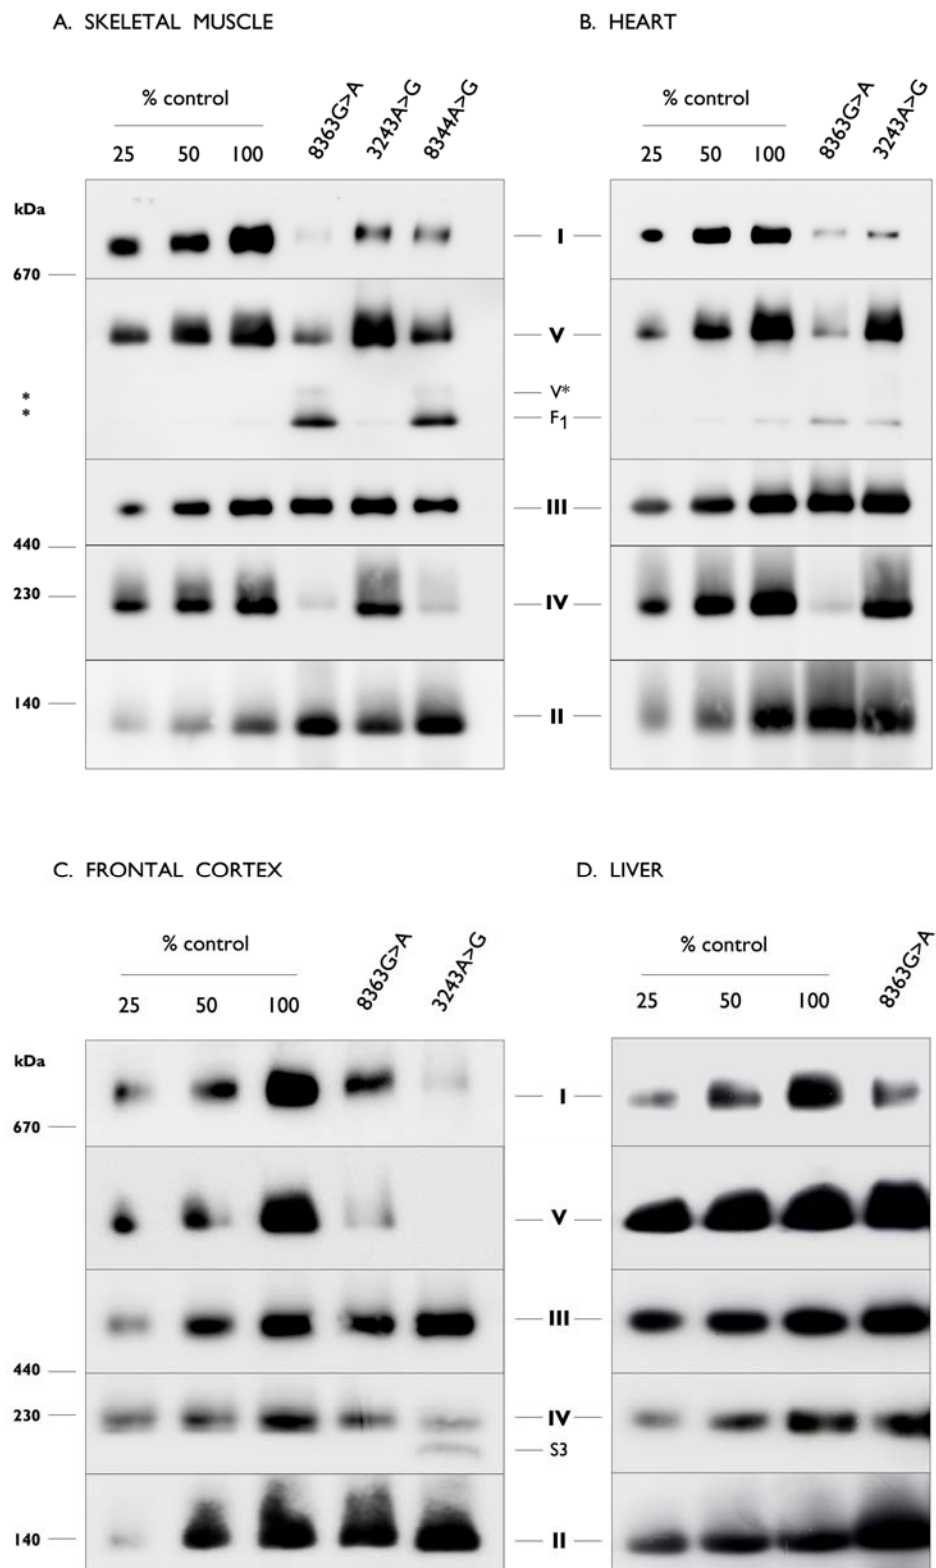 A. SKELETAL MUSCLE
B. HEART
% control
8363G>A
3243A>G
8344A>G
% control
8363G>A
3243A>G
25 50 100
25 50 100
kDa
I
670
V
*
V*
*
F1
III
440
230
IV
140
II
C. FRONTAL CORTEX
D. LIVER
% control
8363G>A
3243A>G
% control
8363G>A
25 50 100
25 50 100
kDa
I
670
V
III
440
230
IV
S3
140
II